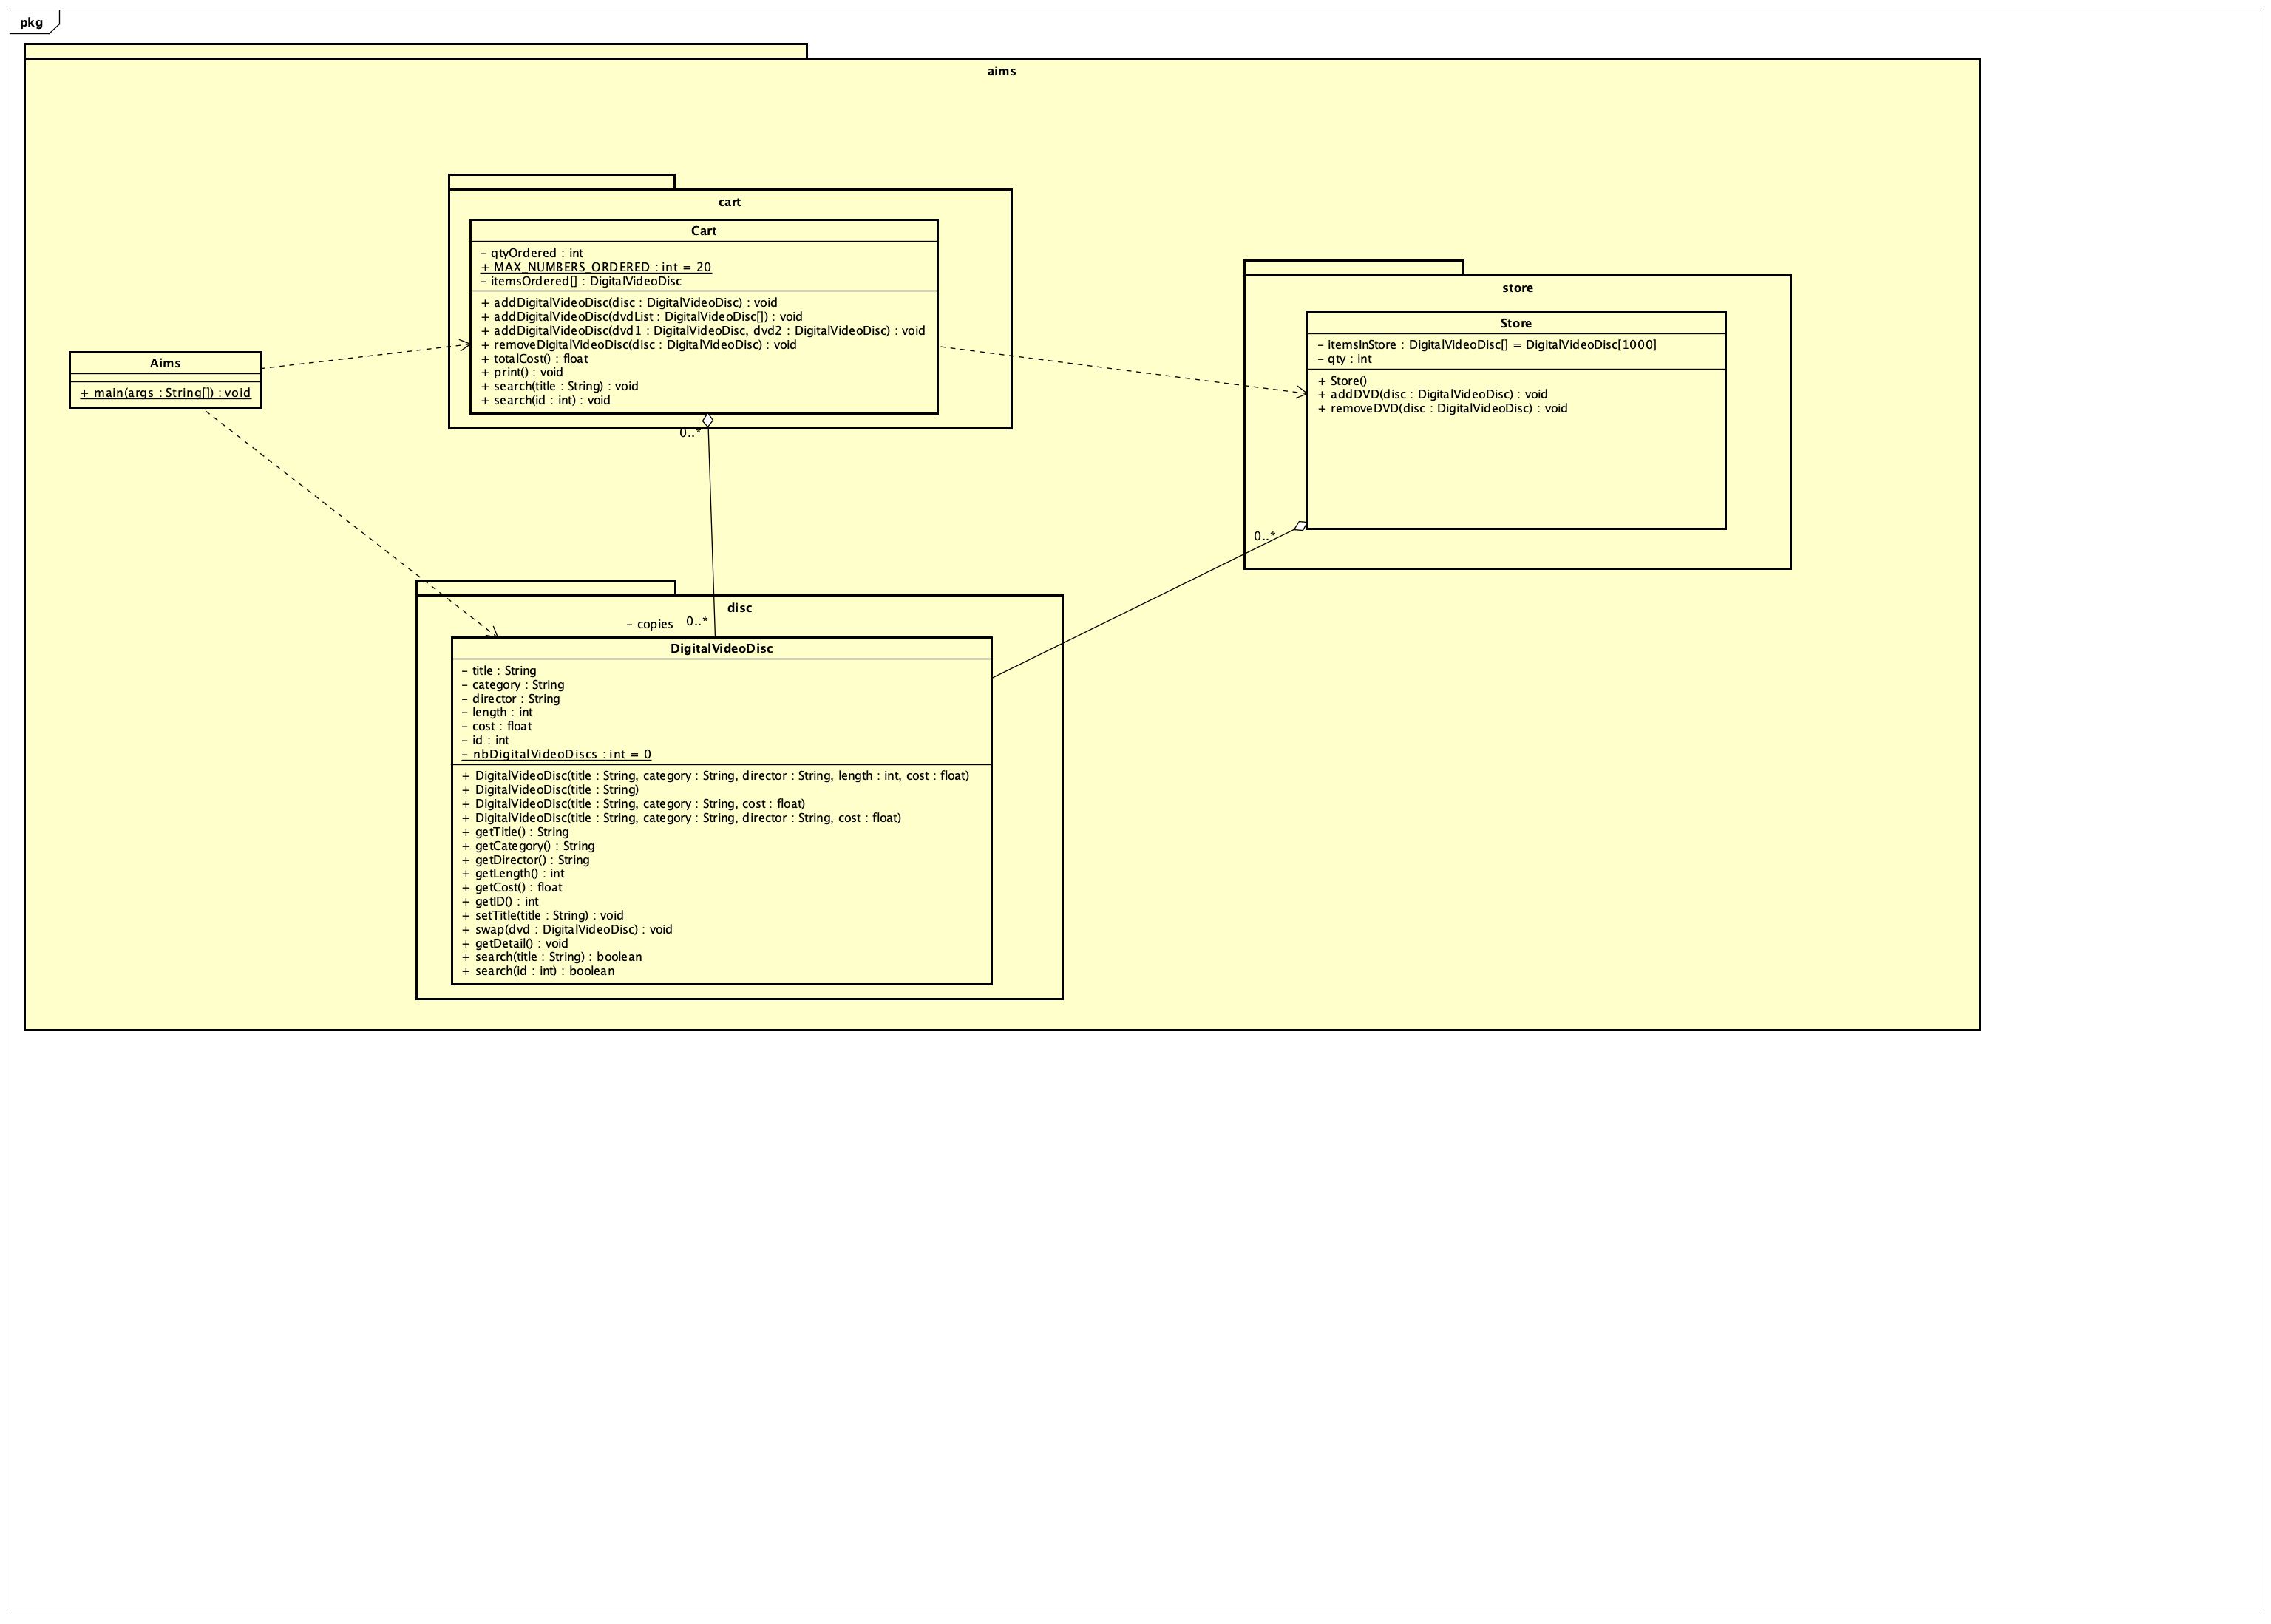 pkg
aims
cart
Cart
– qtyOrdered : int
+ MAX_NUMBERS_ORDERED : int = 20
– itemsOrdered[] : DigitalVideoDisc
+ addDigitalVideoDisc(disc : DigitalVideoDisc) : void
+ addDigitalVideoDisc(dvdList : DigitalVideoDisc[]) : void
+ addDigitalVideoDisc(dvd1 : DigitalVideoDisc, dvd2 : DigitalVideoDisc) : void
+ removeDigitalVideoDisc(disc : DigitalVideoDisc) : void
+ totalCost() : float
+ print() : void
+ search(title : String) : void
+ search(id : int) : void
0..*
store
Store
– itemsInStore : DigitalVideoDisc[] = DigitalVideoDisc[1000]
– qty : int
+ Store()
+ addDVD(disc : DigitalVideoDisc) : void
+ removeDVD(disc : DigitalVideoDisc) : void
0..*
Aims
+ main(args : String[]) : void
disc
– copies 0..*
DigitalVideoDisc
– title : String
– category : String
– director : String
– length : int
– cost : float
– id : int
– nbDigitalVideoDiscs : int = 0
+ DigitalVideoDisc(title : String, category : String, director : String, length : int, cost : float)
+ DigitalVideoDisc(title : String)
+ DigitalVideoDisc(title : String, category : String, cost : float)
+ DigitalVideoDisc(title : String, category : String, director : String, cost : float)
+ getTitle() : String
+ getCategory() : String
+ getDirector() : String
+ getLength() : int
+ getCost() : float
+ getID() : int
+ setTitle(title : String) : void
+ swap(dvd : DigitalVideoDisc) : void
+ getDetail() : void
+ search(title : String) : boolean
+ search(id : int) : boolean